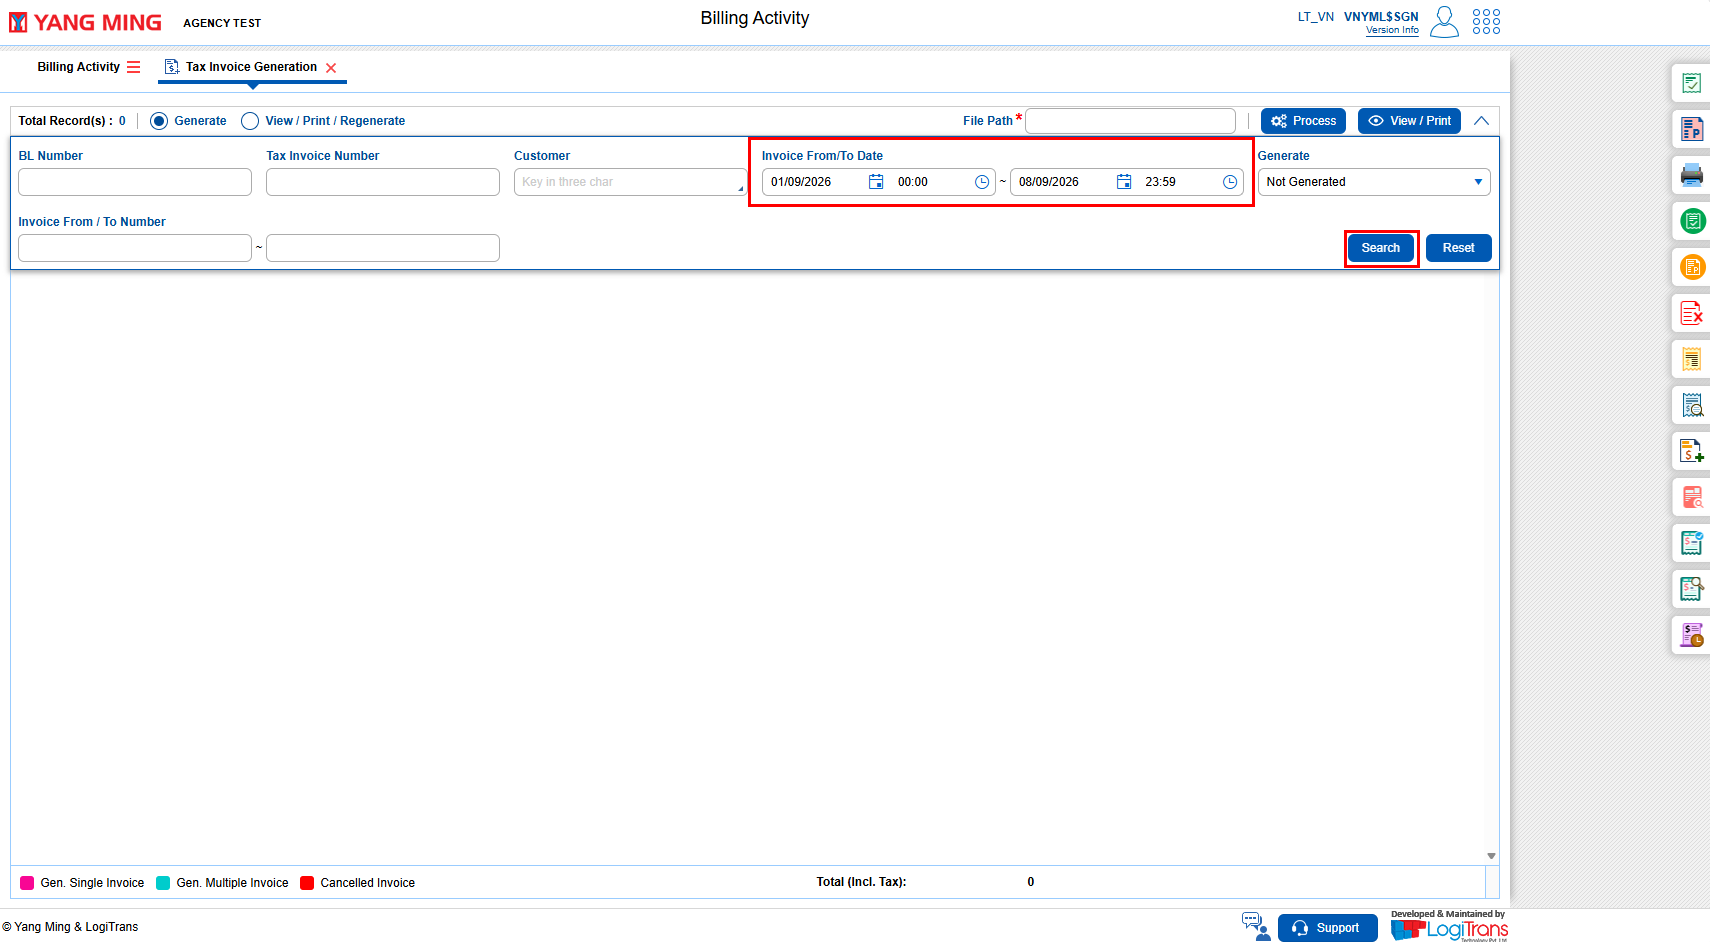 YANG MING AGENCY TEST Billing Activity LT_VN VNYML$SGN
Version Info
Billing Activity Tax Invoice Generation
Total Record(s) : 0 Generate View / Print / Regenerate File Path * Process View / Print
BL Number Tax Invoice Number Customer Invoice From/To Date Generate
Key in three char 01/09/2026 00:00 ~ 08/09/2026 23:59 Not Generated
Invoice From / To Number
~ Search Reset
Gen. Single Invoice Gen. Multiple Invoice Cancelled Invoice Total (Incl. Tax): 0
© Yang Ming & LogiTrans Support
Developed & Maintained by
LogiTrans
Technology Pvt. Ltd.